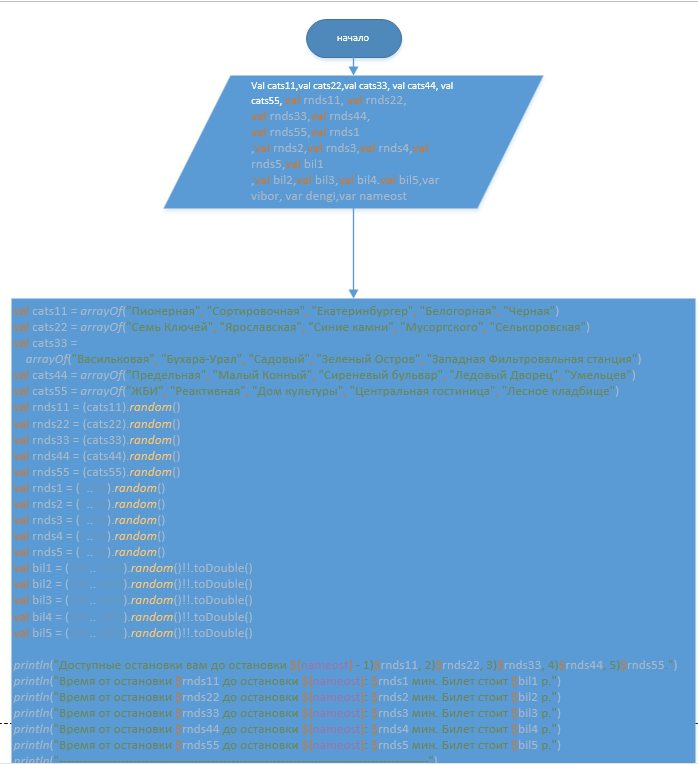 начало
Val cats11,val cats22,val cats33, val cats44, val
cats55, val rnds11, val rnds22,
val rnds33,val rnds44,
val rnds55,val rnds1
,val rnds2,val rnds3,val rnds4,val
rnds5,val bil1
,val bil2,val bil3,val bil4.val bil5,var
vibor, var dengi,var nameost
val cats11 = arrayOf("Пионерная", "Сортировочная", "Екатеринбургер", "Белогорная", "Черная")
val cats22 = arrayOf("Семь Ключей", "Ярославская", "Синие камни", "Мусоргского", "Селькоровская")
val cats33 =
arrayOf("Васильковая", "Бухара-Урал", "Садовый", "Зеленый Остров", "Западная Фильтровальная станция")
val cats44 = arrayOf("Предельная", "Малый Конный", "Сиреневый бульвар", "Ледовый Дворец", "Умельцев")
val cats55 = arrayOf("ЖБИ", "Реактивная", "Дом культуры", "Центральная гостиница", "Лесное кладбище")
val rnds11 = (cats11).random()
val rnds22 = (cats22).random()
val rnds33 = (cats33).random()
val rnds44 = (cats44).random()
val rnds55 = (cats55).random()
val rnds1 = ( .. ).random()
val rnds2 = ( .. ).random()
val rnds3 = ( .. ).random()
val rnds4 = ( .. ).random()
val rnds5 = ( .. ).random()
val bil1 = ( .. ).random()!!.toDouble()
val bil2 = ( .. ).random()!!.toDouble()
val bil3 = ( .. ).random()!!.toDouble()
val bil4 = ( .. ).random()!!.toDouble()
val bil5 = ( .. ).random()!!.toDouble()
println("Доступные остановки вам до остановки ${nameost} - 1)$rnds11, 2)$rnds22, 3)$rnds33, 4)$rnds44, 5)$rnds55 ")
println("Время от остановки $rnds11 до остановки ${nameost}: $rnds1 мин. Билет стоит $bil1 р.")
println("Время от остановки $rnds22 до остановки ${nameost}: $rnds2 мин. Билет стоит $bil2 р.")
println("Время от остановки $rnds33 до остановки ${nameost}: $rnds3 мин. Билет стоит $bil3 р.")
println("Время от остановки $rnds44 до остановки ${nameost}: $rnds4 мин. Билет стоит $bil4 р.")
println("Время от остановки $rnds55 до остановки ${nameost}: $rnds5 мин. Билет стоит $bil5 р.")
println("")